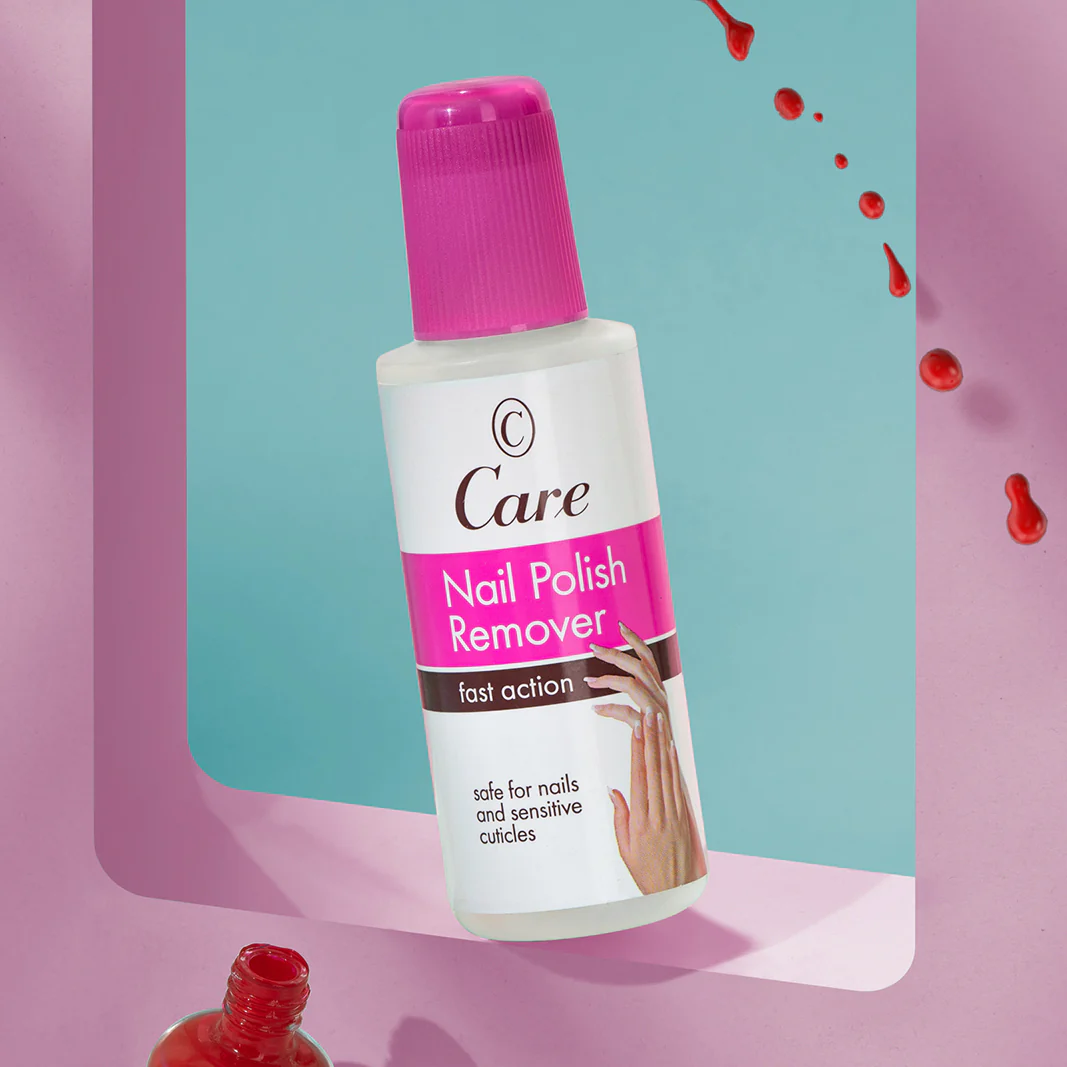 C
Care
Nail Polish
Remover
fast action
safe for nails
and sensitive
cuticles